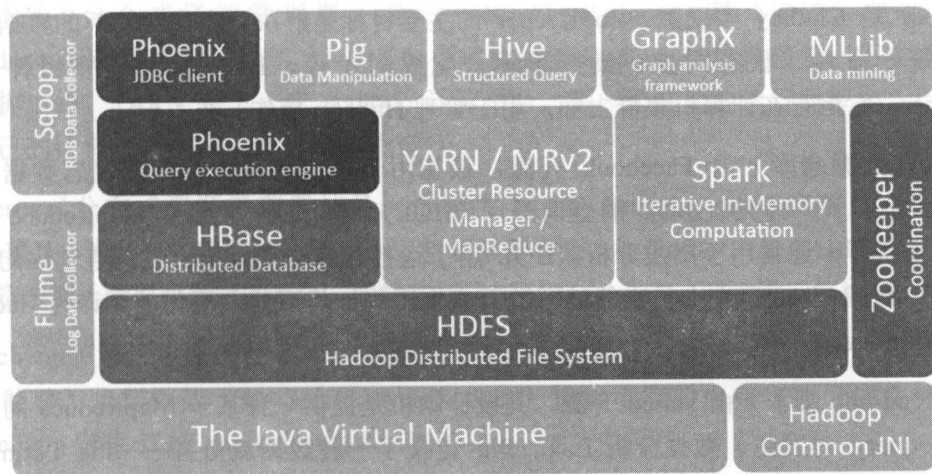 Sqoop
RDB Data Collector
Phoenix
JDBC client
Pig
Data Manipulation
Hive
Structured Query
GraphX
Graph analysis
framework
MLLib
Data mining
Phoenix
Query execution engine
YARN / MRv2
Cluster Resource
Manager /
MapReduce
Spark
Iterative In-Memory
Computation
Zookeeper
Coordination
Flume
Log Data Collector
HBase
Distributed Database
HDFS
Hadoop Distributed File System
The Java Virtual Machine
Hadoop
Common JNI